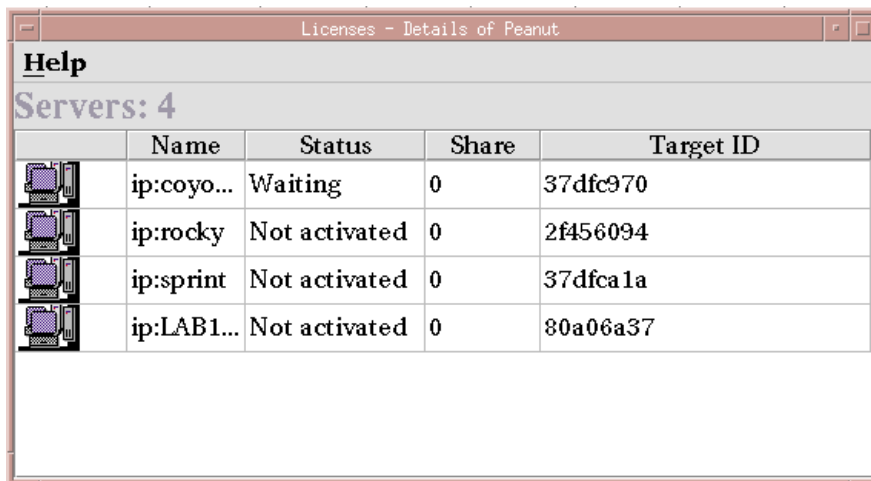 Licenses - Details of Peanut
Help
Servers: 4
Name Status Share Target ID
ip:coyo... Waiting 0 37dfc970
ip:rocky Not activated 0 2f456094
ip:sprint Not activated 0 37dfca1a
ip:LAB1... Not activated 0 80a06a37